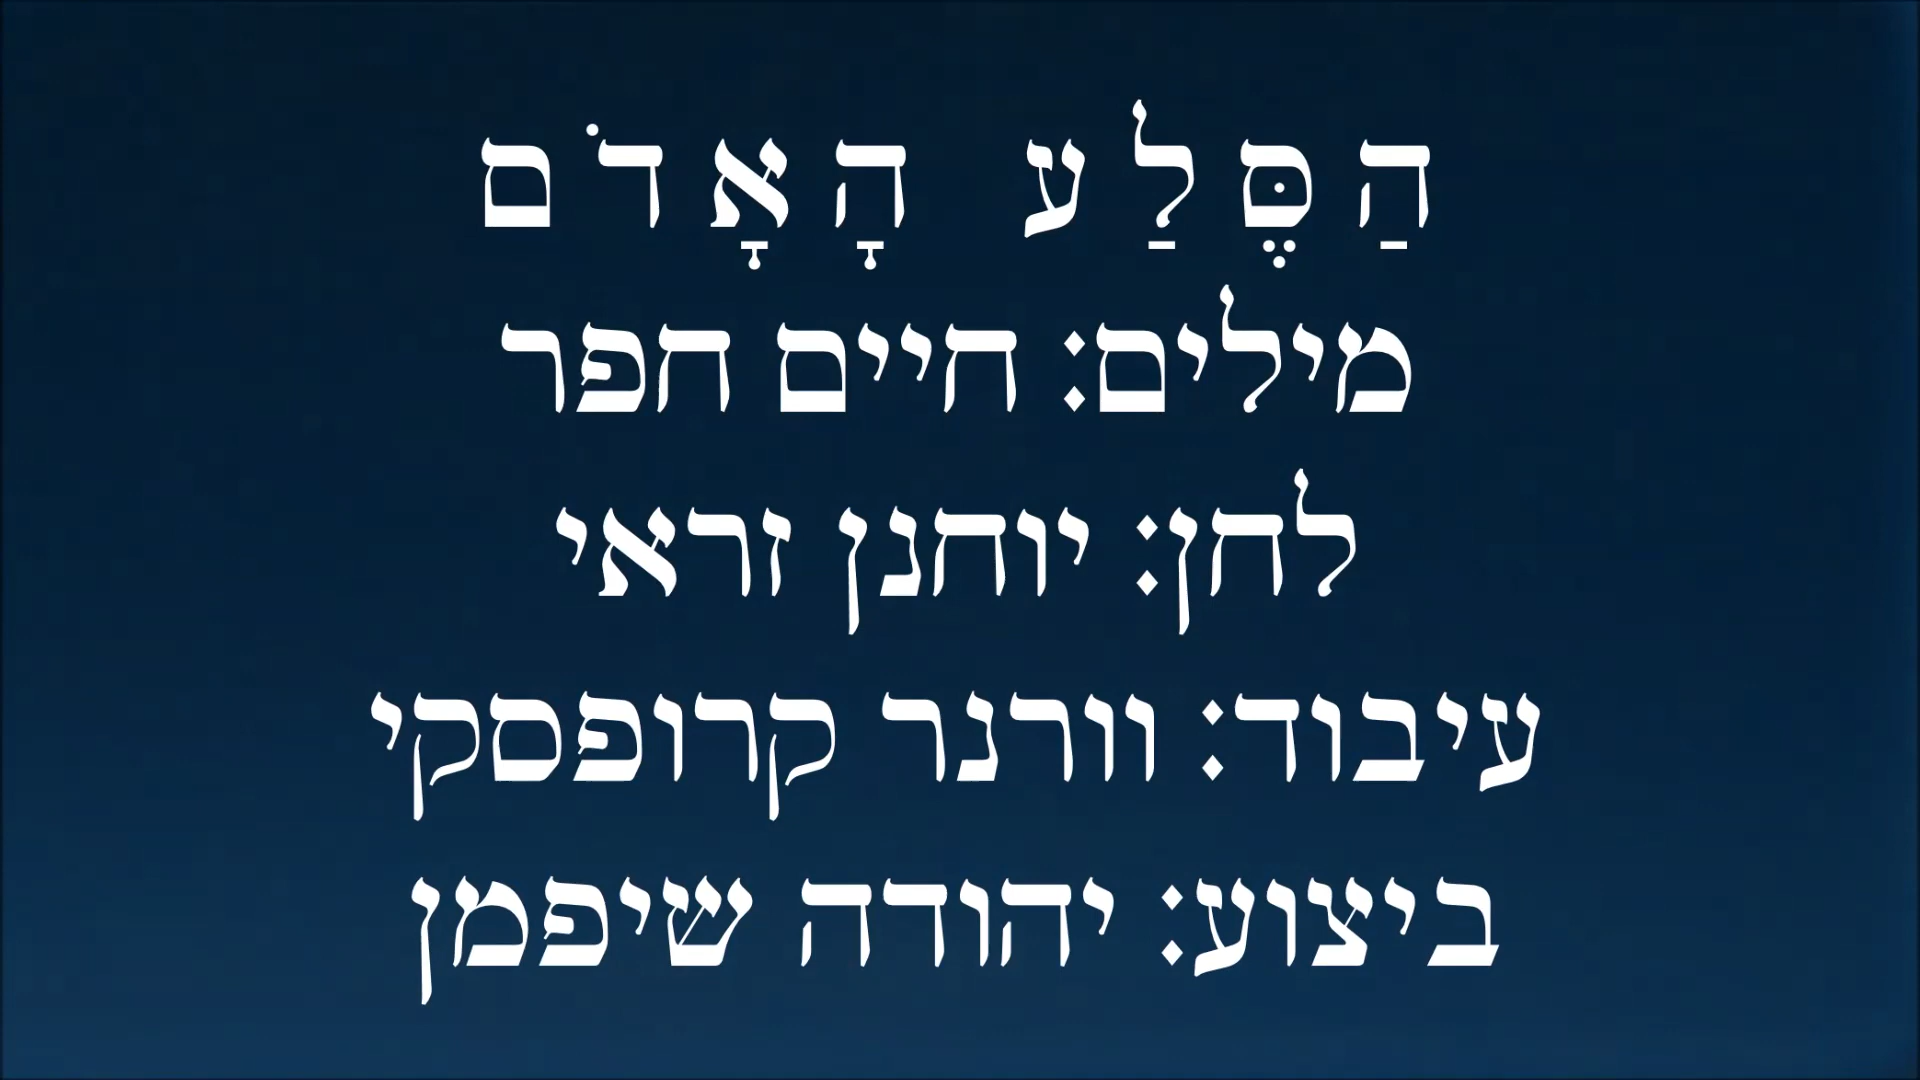 הַסֶּלַע הָאָדֹם
מילים: חיים חפר
לחן: יוחנן זראי
עיבוד: וורנר קרופסקי
ביצוע: יהודה שיפמן